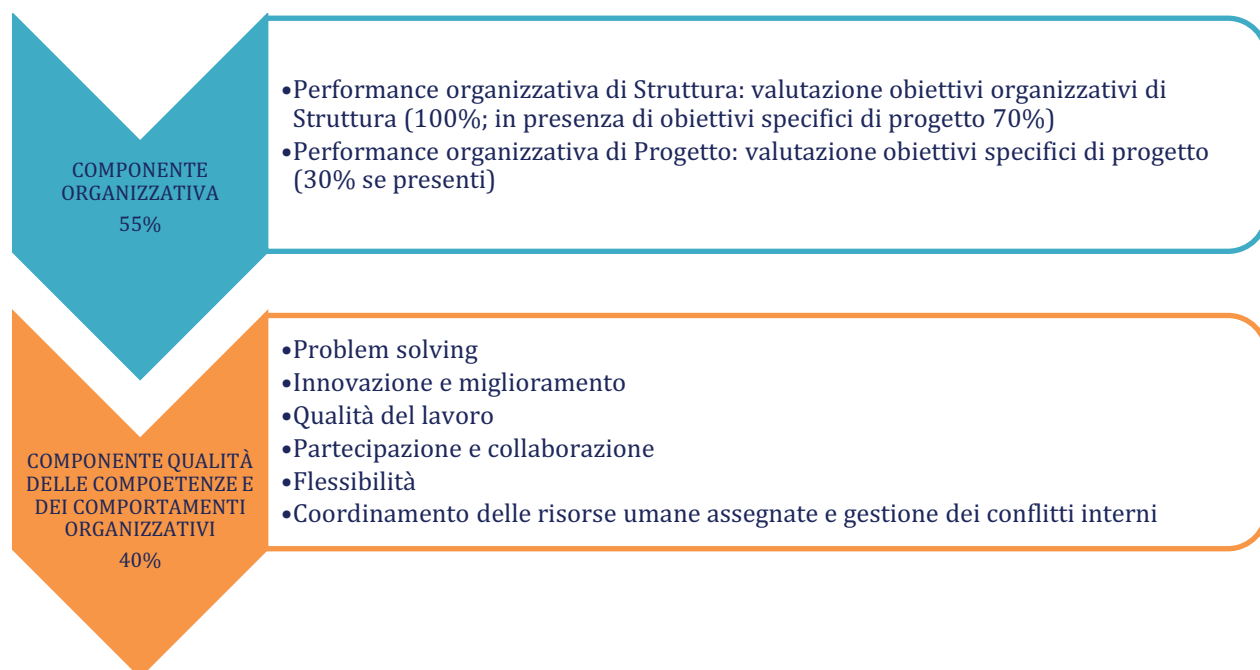 COMPONENTE
ORGANIZZATIVA
55%
•Performance organizzativa di Struttura: valutazione obiettivi organizzativi di
Struttura (100%; in presenza di obiettivi specifici di progetto 70%)
•Performance organizzativa di Progetto: valutazione obiettivi specifici di progetto
(30% se presenti)
COMPONENTE QUALITÀ
DELLE COMPOETENZE E
DEI COMPORTAMENTI
ORGANIZZATIVI
40%
•Problem solving
•Innovazione e miglioramento
•Qualità del lavoro
•Partecipazione e collaborazione
•Flessibilità
•Coordinamento delle risorse umane assegnate e gestione dei conflitti interni